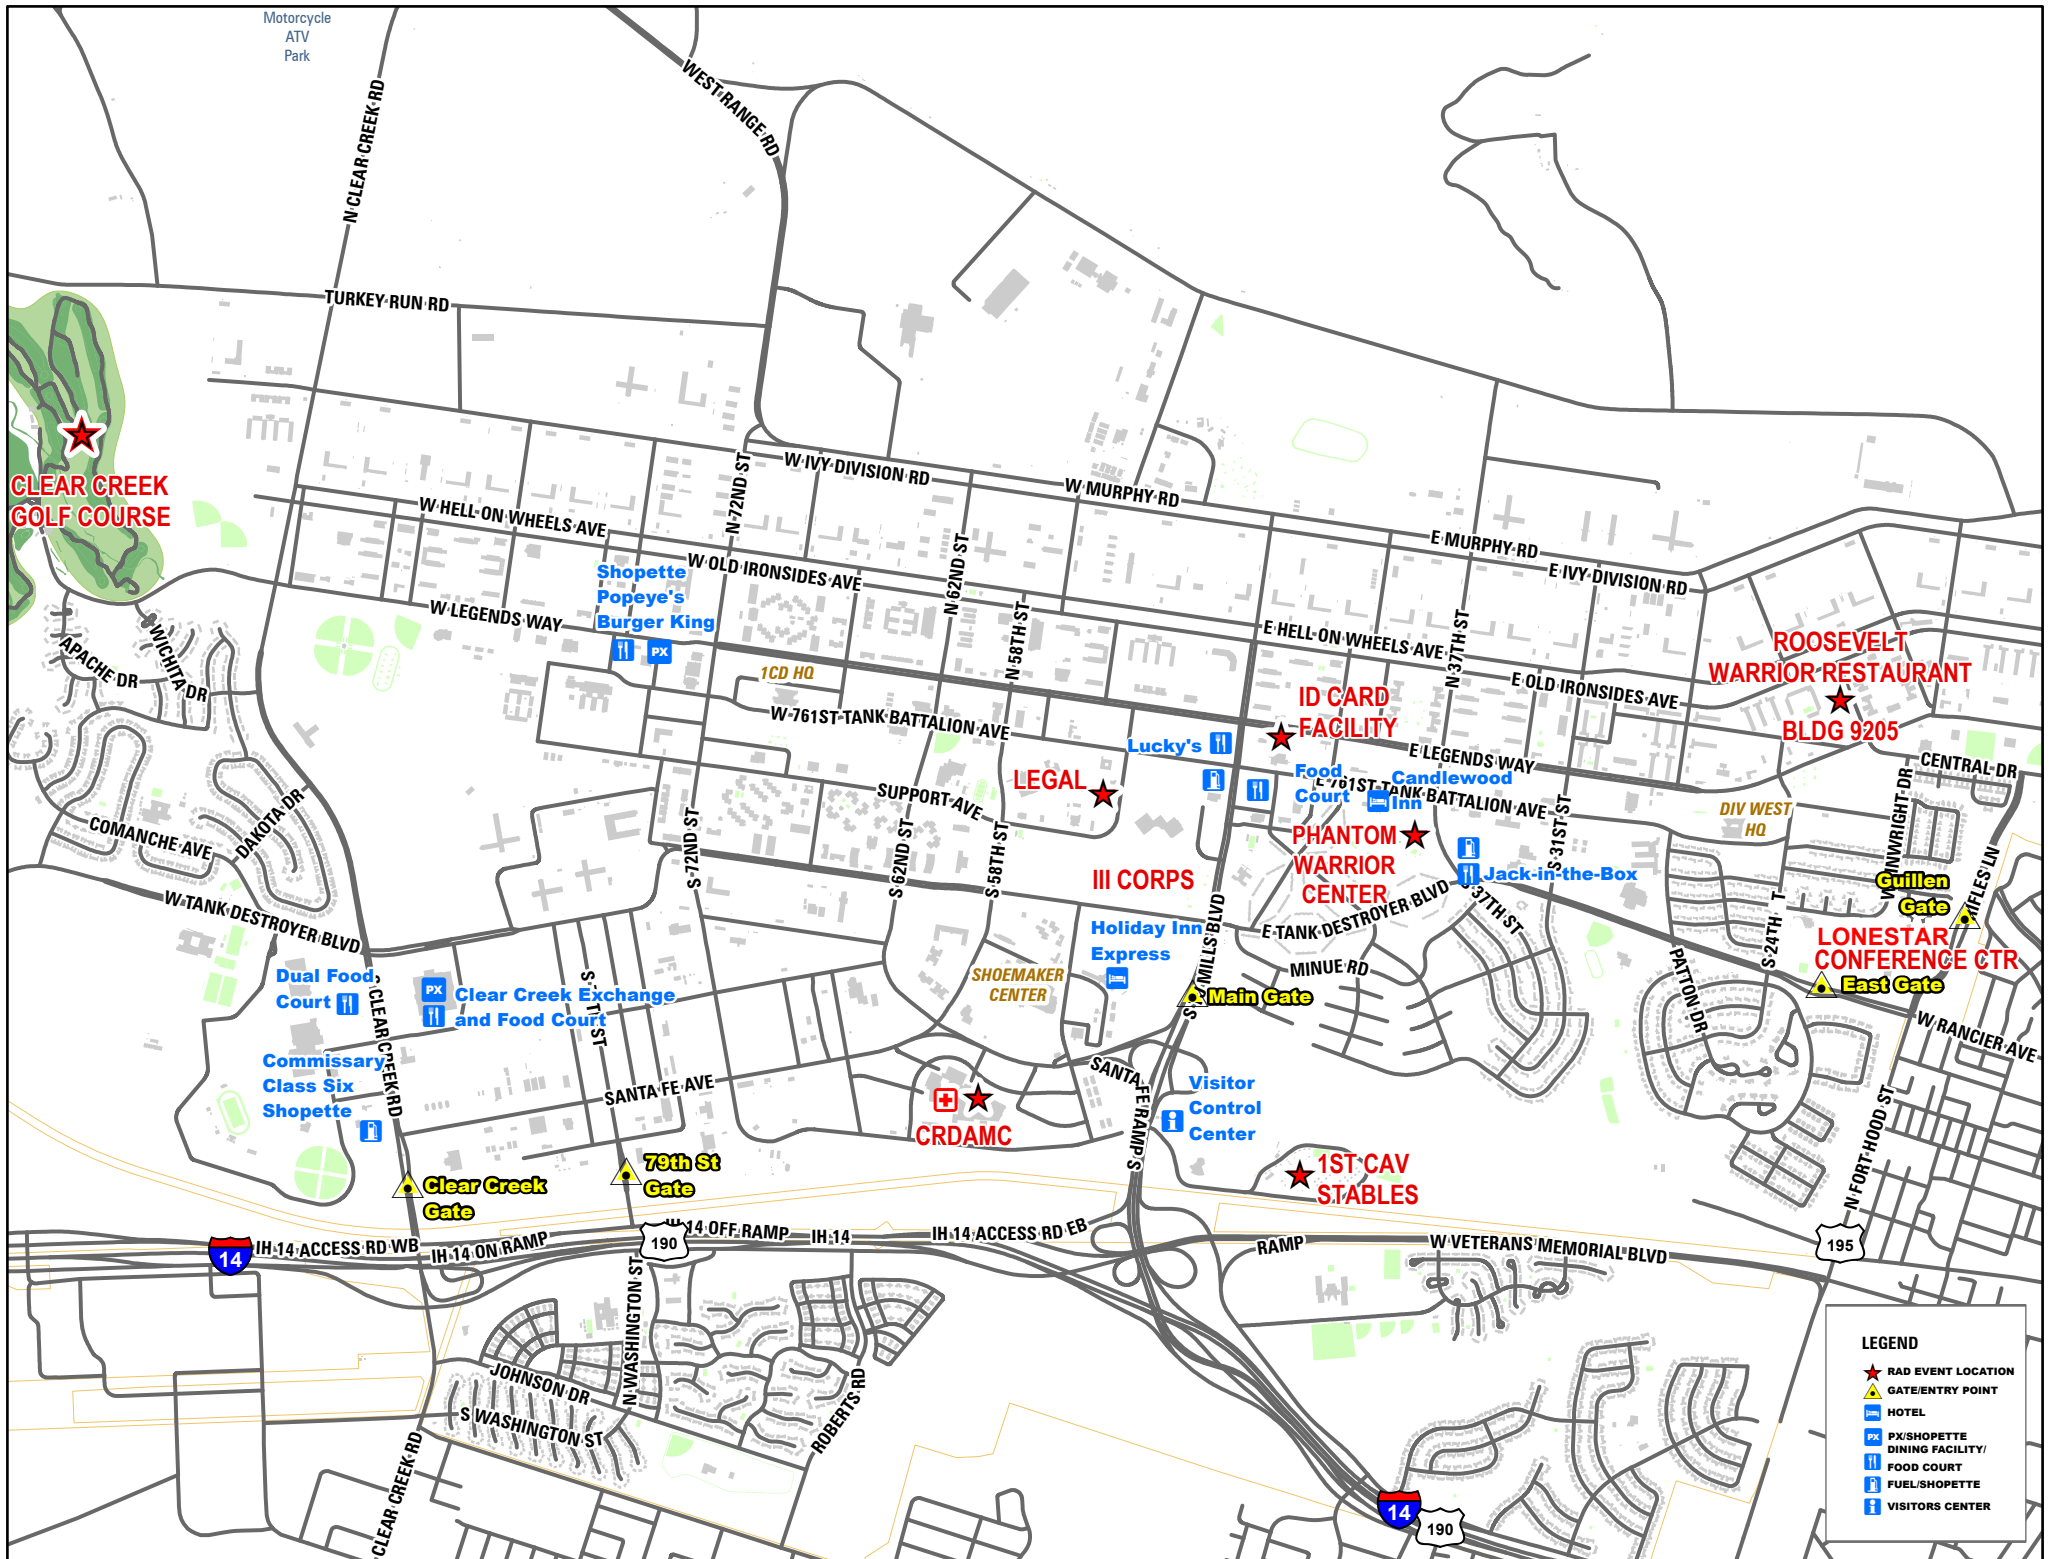 Motorcycle
ATV
Park
N CLEAR CREEK RD
WEST RANGE RD
TURKEY RUN RD
CLEAR CREEK
GOLF COURSE
W IVY DIVISION RD
N 72ND ST
W MURPHY RD
W HELL ON WHEELS AVE
E MURPHY RD
E IVY DIVISION RD
W OLD IRONSIDES AVE
N 62ND ST
Shopette
Popeye's
Burger King
PX
W LEGENDS WAY
N 58TH ST
E HELL ON WHEELS AVE
N 37TH ST
E OLD IRONSIDES AVE
ROOSEVELT
WARRIOR RESTAURANT
BLDG 9205
APACHE DR
WICHITA DR
1CD HQ
W 761ST TANK BATTALION AVE
ID CARD
FACILITY
Lucky's
E LEGENDS WAY
LEGAL
Food
Court
Candlewood
Inn
E 761ST TANK BATTALION AVE
CENTRAL DR
SUPPORT AVE
DIV WEST
HQ
COMANCHE AVE
DAKOTA DR
S 72ND ST
S 62ND ST
S 58TH ST
PHANTOM
WARRIOR
CENTER
S 31ST ST
III CORPS
Jack-in-the-Box
Guillen
Gate
W TANK DESTROYER BLVD
E TANK DESTROYER BLVD
S 37TH ST
Holiday Inn
Express
MINUE RD
PATTON DR
LONESTAR
CONFERENCE CTR
Dual Food
Court
PX
Clear Creek Exchange
and Food Court
SHOEMAKER
CENTER
Main Gate
East Gate
W RANCIER AVE
S CLEAR CREEK RD
Commissary
Class Six
Shopette
SANTA FE AVE
SANTA FE RAMP S
Visitor
Control
Center
CRDAMC
N FORT HOOD ST
Clear Creek
Gate
79th St
Gate
1ST CAV
STABLES
14
IH 14 ACCESS RD WB
IH 14 ON RAMP
190
IH 14 OFF RAMP
IH 14
IH 14 ACCESS RD EB
RAMP
W VETERANS MEMORIAL BLVD
195
N WASHINGTON ST
JOHNSON DR
S WASHINGTON ST
ROBERTS RD
CLEAR CREEK RD
14
190
LEGEND
RAD EVENT LOCATION
GATE/ENTRY POINT
HOTEL
PX
PX/SHOPETTE
DINING FACILITY/
FOOD COURT
FUEL/SHOPETTE
VISITORS CENTER